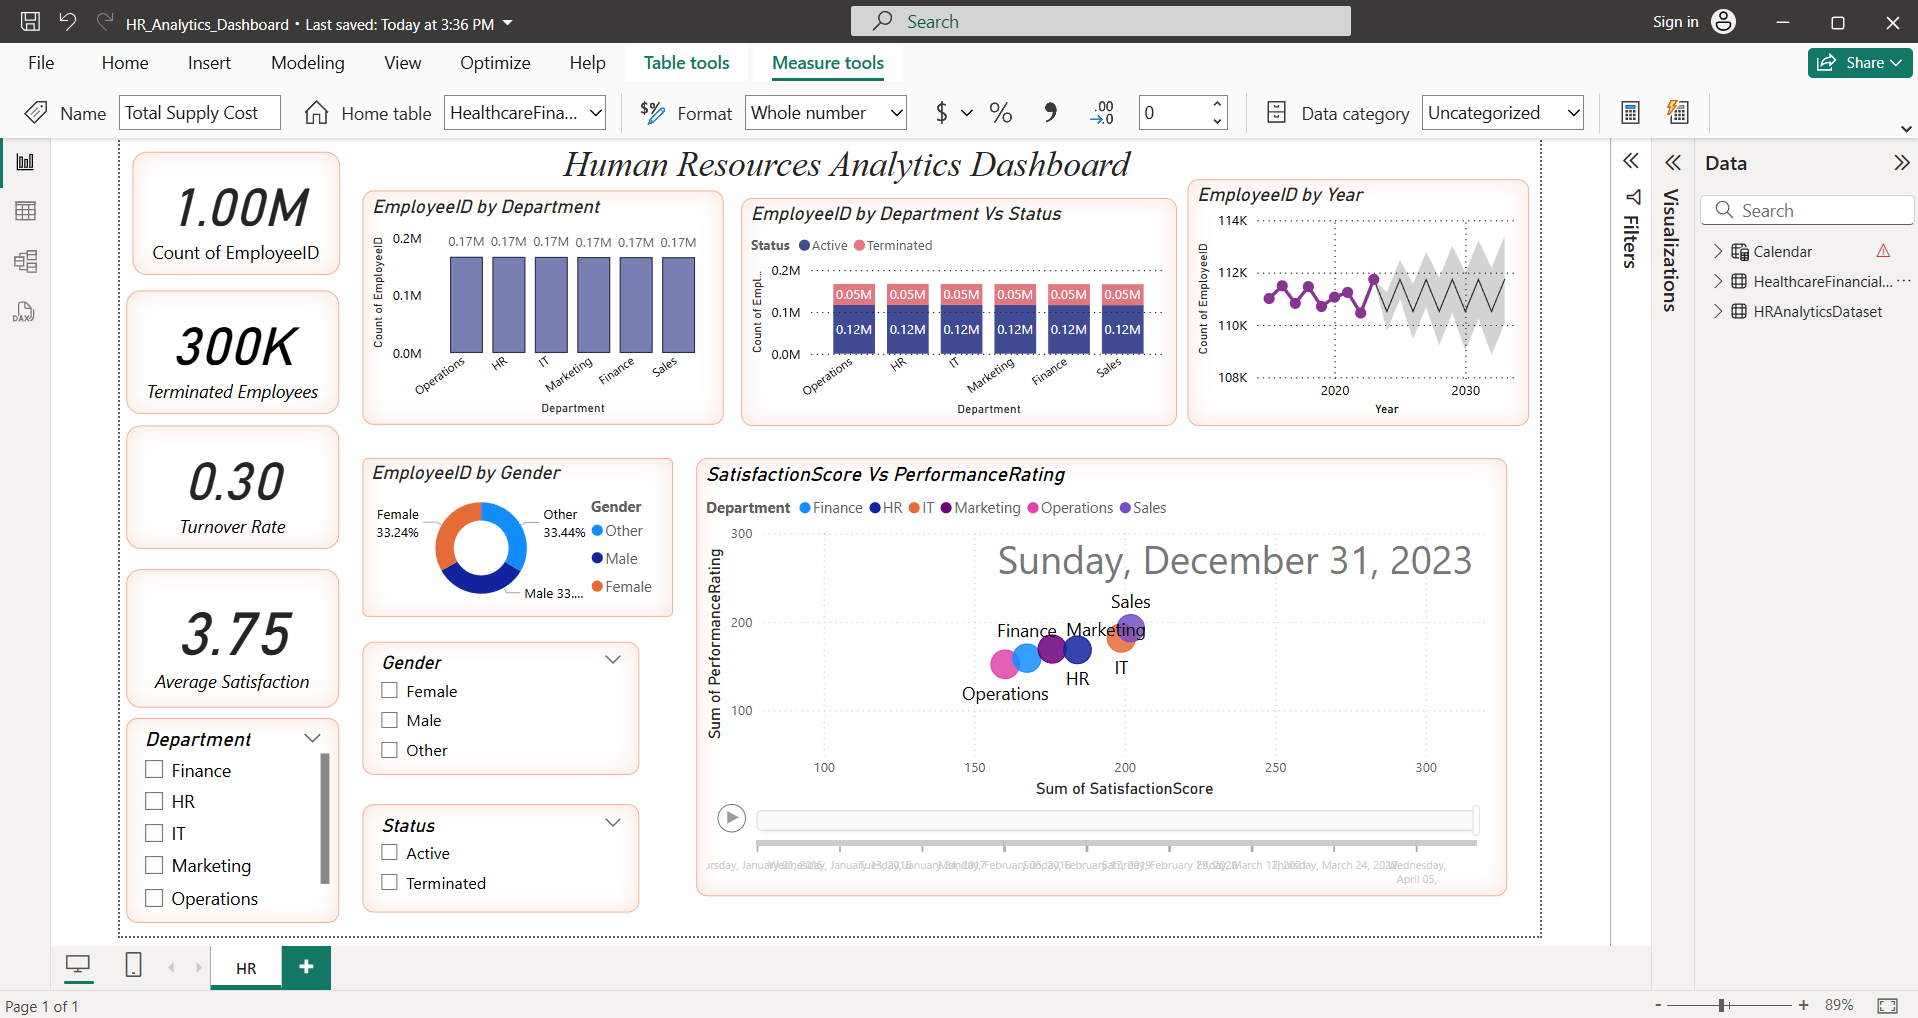 HR_Analytics_Dashboard • Last saved: Today at 3:36 PM
Search
Sign in
File
Home
Insert
Modeling
View
Optimize
Help
Table tools
Measure tools
Share
Name
Total Supply Cost
Home table
HealthcareFina...
Format
Whole number
$
%
.00
.0
0
Data category
Uncategorized
Human Resources Analytics Dashboard
1.00M
Count of EmployeeID
300K
Terminated Employees
0.30
Turnover Rate
3.75
Average Satisfaction
Department
Finance
HR
IT
Marketing
Operations
EmployeeID by Department
Count of EmployeeID
0.2M
0.1M
0.0M
0.17M 0.17M 0.17M 0.17M 0.17M 0.17M
Operations
HR
IT
Marketing
Finance
Sales
Department
EmployeeID by Department Vs Status
Status Active Terminated
Count of Empl...
0.2M
0.1M
0.0M
0.05M 0.05M 0.05M 0.05M 0.05M 0.05M
0.12M 0.12M 0.12M 0.12M 0.12M 0.12M
Operations
HR
IT
Marketing
Finance
Sales
Department
EmployeeID by Year
Count of EmployeeID
114K
112K
110K
108K
2020
2030
Year
EmployeeID by Gender
Female
33.24%
Other
33.44%
Male 33....
Gender
Other
Male
Female
Gender
Female
Male
Other
Status
Active
Terminated
SatisfactionScore Vs PerformanceRating
Department Finance HR IT Marketing Operations Sales
Sum of PerformanceRating
300
200
100
Sunday, December 31, 2023
Sales
Finance
Marketing
IT
HR
Operations
100
150
200
250
300
Sum of SatisfactionScore
March 24, 2022
Wednesday,
April 05,
Filters
Visualizations
Data
Search
Calendar
HealthcareFinancial...
HRAnalyticsDataset
DAX
HR
+
Page 1 of 1
-
+
89%